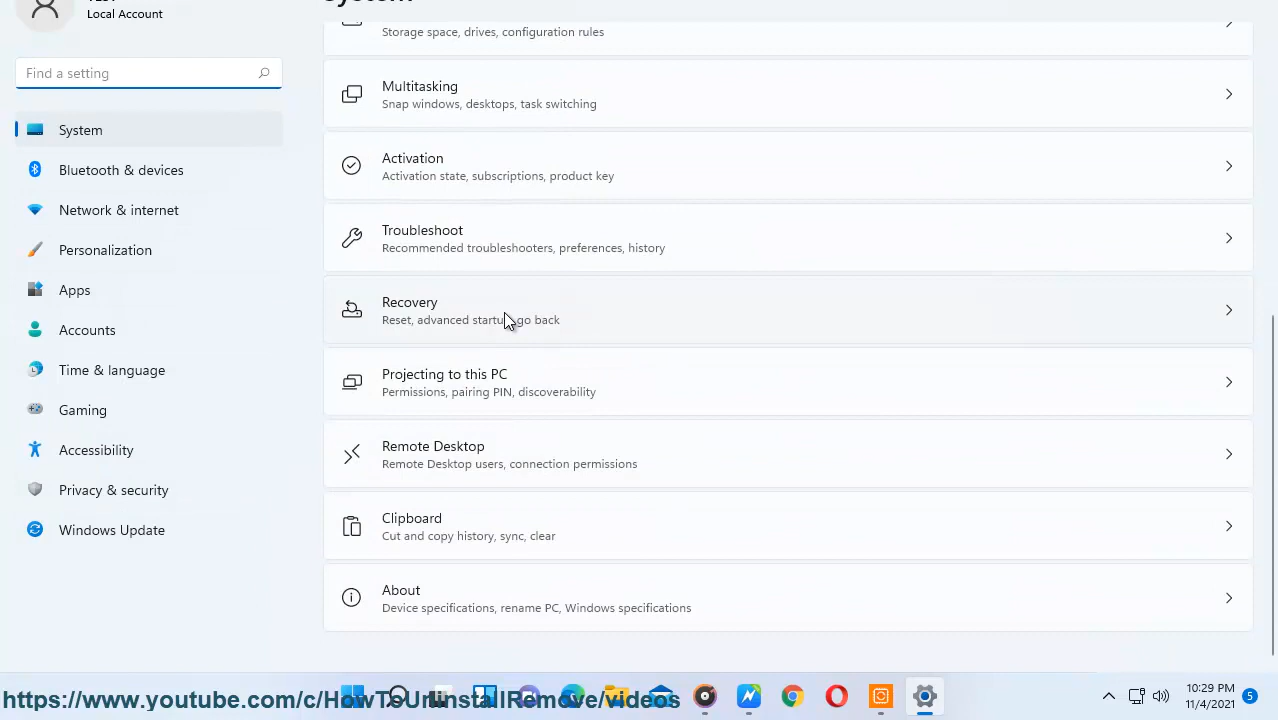 System
Local Account
Find a setting
System
Bluetooth & devices
Network & internet
Personalization
Apps
Accounts
Time & language
Gaming
Accessibility
Privacy & security
Windows Update
Storage space, drives, configuration rules
Multitasking
Snap windows, desktops, task switching
Activation
Activation state, subscriptions, product key
Troubleshoot
Recommended troubleshooters, preferences, history
Recovery
Reset, advanced startup, go back
Projecting to this PC
Permissions, pairing PIN, discoverability
Remote Desktop
Remote Desktop users, connection permissions
Clipboard
Cut and copy history, sync, clear
About
Device specifications, rename PC, Windows specifications
https://www.youtube.com/c/HowToUninstallRemove/videos
10:29 PM
11/4/2021
5